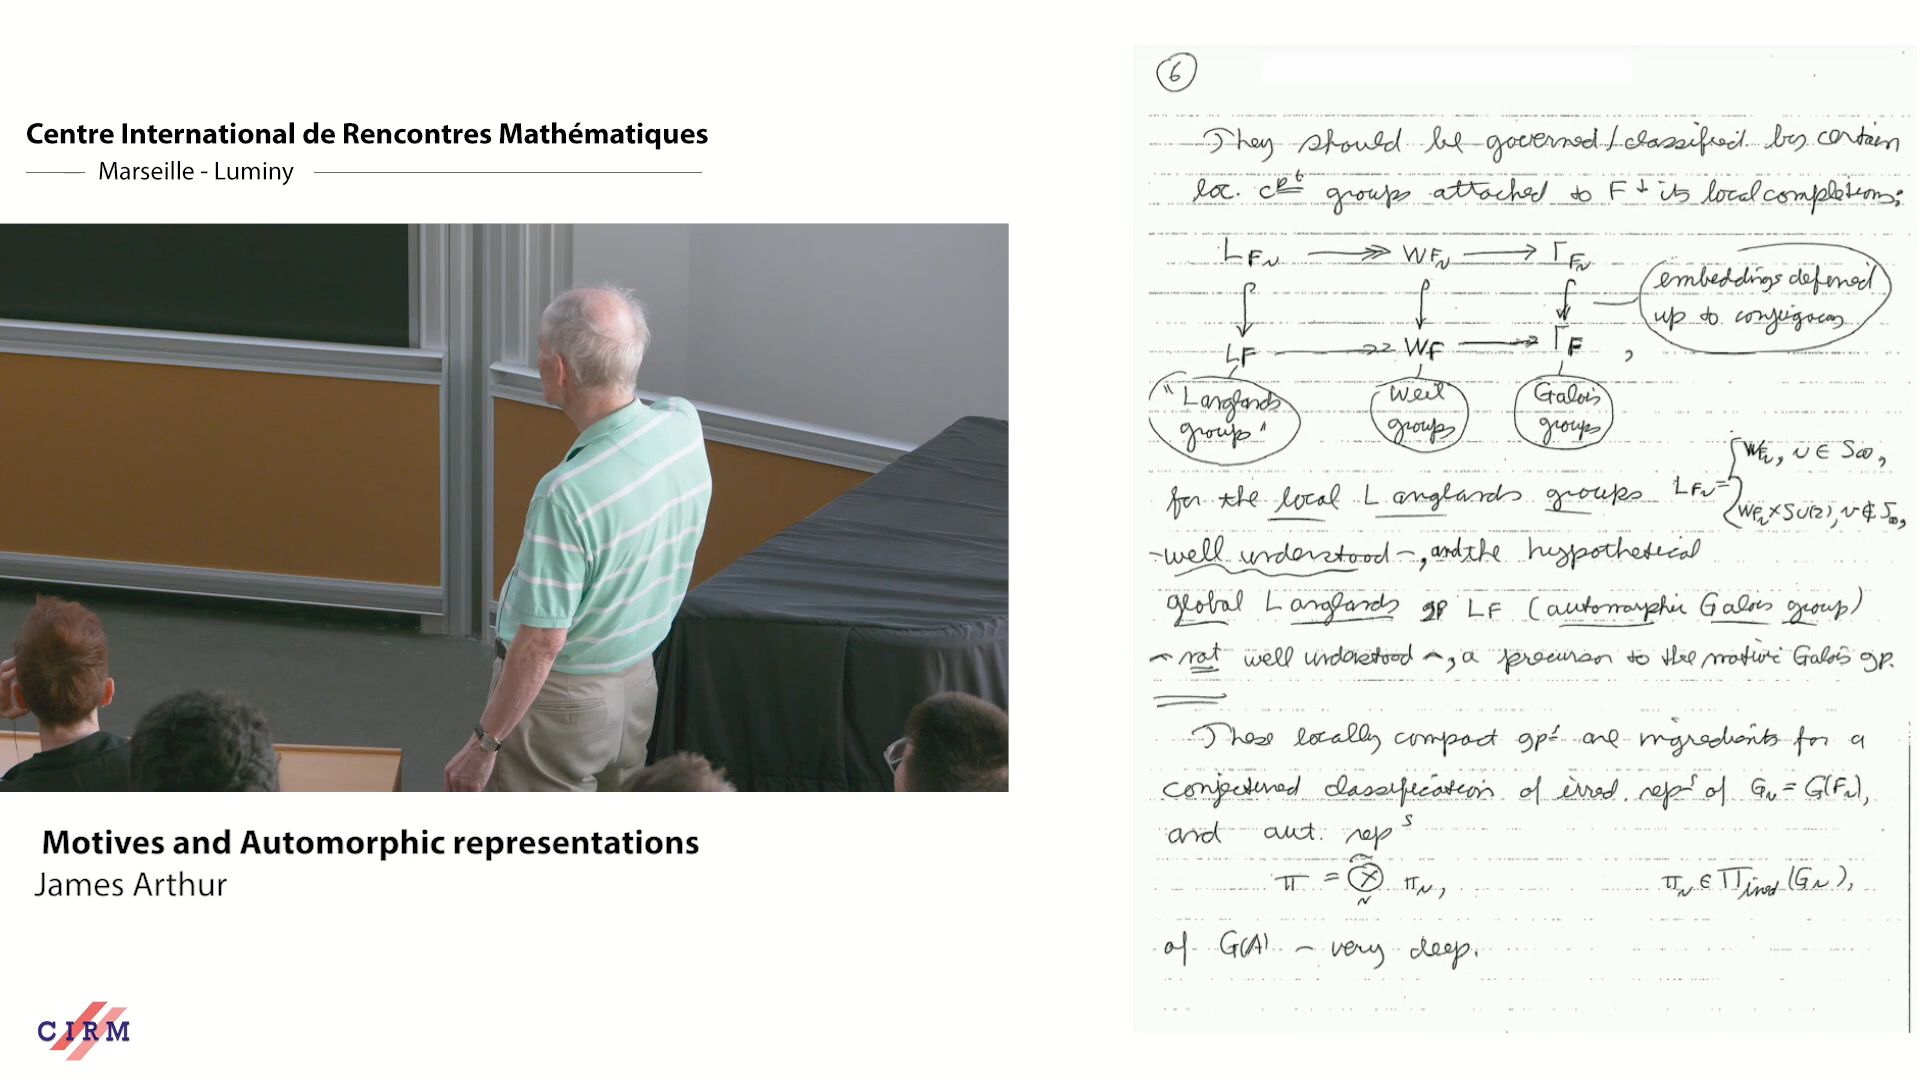 Centre International de Rencontres Mathématiques
Marseille - Luminy
Motives and Automorphic representations
James Arthur
CIRM
6
They should be governed/classified by certain
loc. cpt groups attached to F + its local completions;
L_{F_v} ↠ W_{F_v} → Γ_{F_v}
embeddings defined
up to conjugacy
L_F ↠ W_F → Γ_F ,
"Langlands
groups"
Weil
groups
Galois
groups
for the local Langlands groups L_{F_v} = { W_{F_v}, v ∈ S∞, W_{F_v} × SU(2), v ∉ S∞,
- well understood -, and the hypothetical
global Langlands gp L_F (automorphic Galois group)
- not well understood -, a precursor to the motivic Galois gp.
These locally compact gps are ingredients for a
conjectured classification of irred. reps of G_v = G(F_v),
and aut. reps
π = ⊗̃_v π_v, π_v ∈ Π_irred(G_v),
of G(A) - very deep.